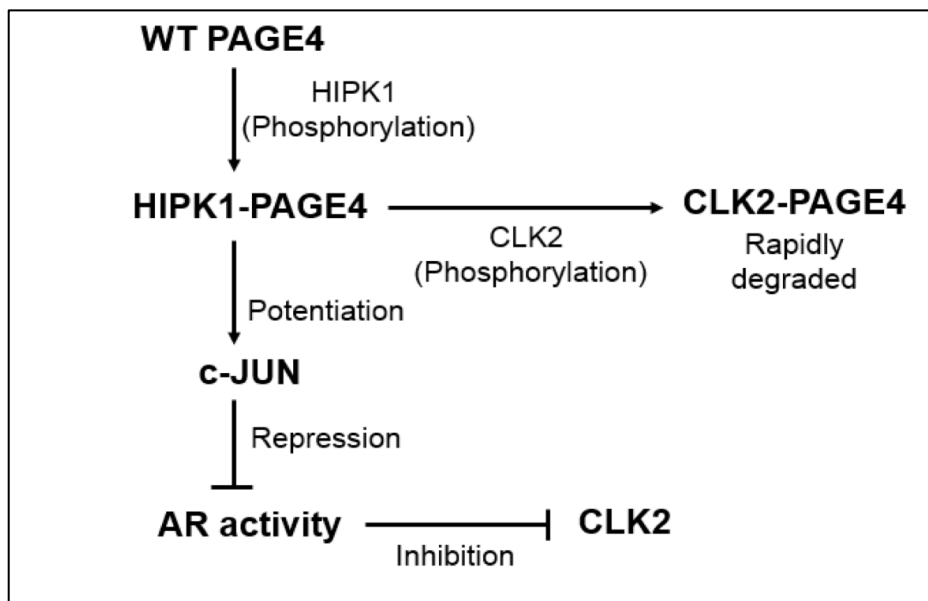 WT PAGE4
HIPK1
(Phosphorylation)
HIPK1-PAGE4
CLK2-PAGE4
CLK2
(Phosphorylation)
Rapidly
degraded
Potentiation
c-JUN
Repression
AR activity
CLK2
Inhibition